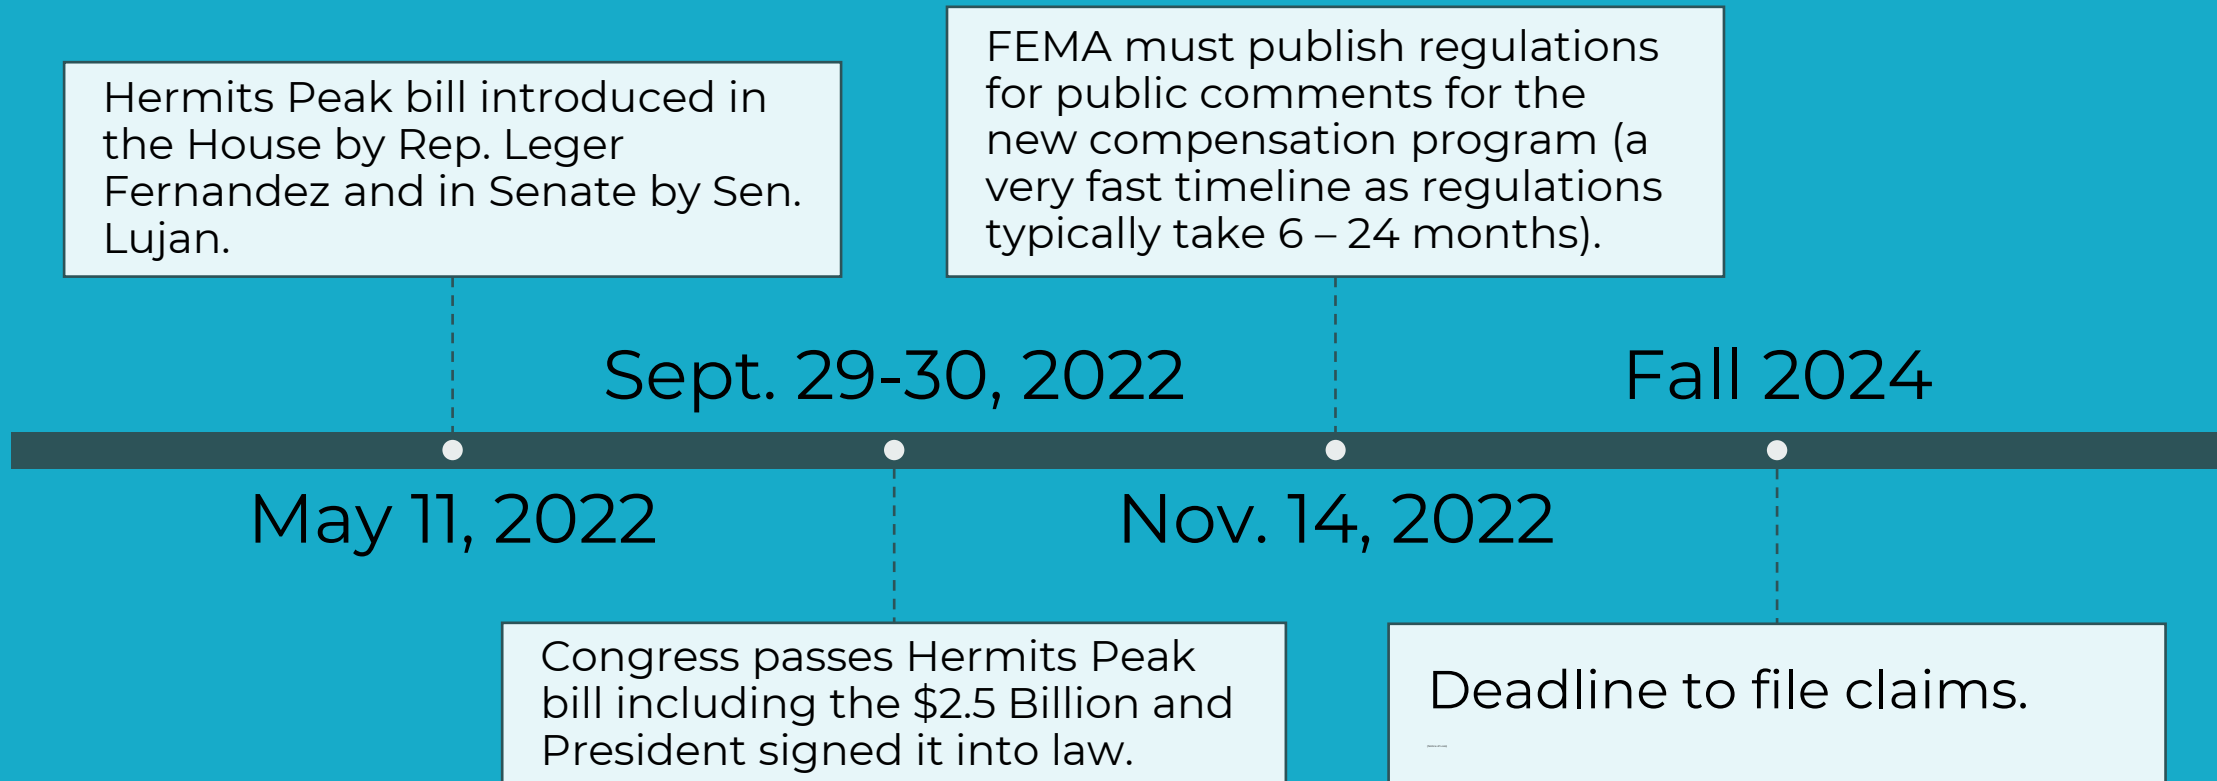 Hermits Peak bill introduced in
the House by Rep. Leger
Fernandez and in Senate by Sen.
Lujan.
FEMA must publish regulations
for public comments for the
new compensation program (a
very fast timeline as regulations
typically take 6 – 24 months).
Sept. 29-30, 2022
Fall 2024
May 11, 2022
Nov. 14, 2022
Congress passes Hermits Peak
bill including the $2.5 Billion and
President signed it into law.
Deadline to file claims.